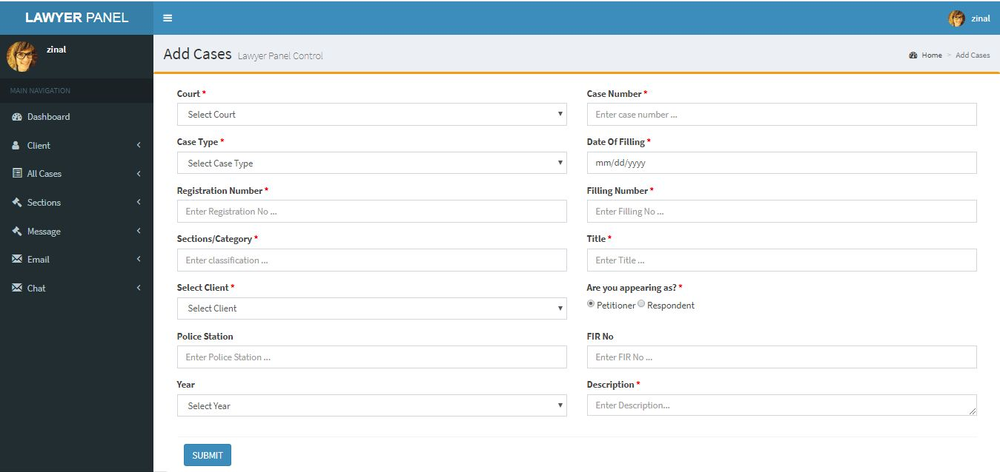 LAWYER PANEL
zinal
zinal
MAIN NAVIGATION
Dashboard
Client
All Cases
Sections
Message
Email
Chat
Add Cases Lawyer Panel Control
Home > Add Cases
Court *
Select Court
Case Number *
Enter case number ...
Case Type *
Select Case Type
Date Of Filling *
mm/dd/yyyy
Registration Number *
Enter Registration No ...
Filling Number *
Enter Filling No ...
Sections/Category *
Enter classification ...
Title *
Enter Title ...
Select Client *
Select Client
Are you appearing as? *
Petitioner Respondent
Police Station
Enter Police Station ...
FIR No
Enter FIR No ...
Year
Select Year
Description *
Enter Description...
SUBMIT